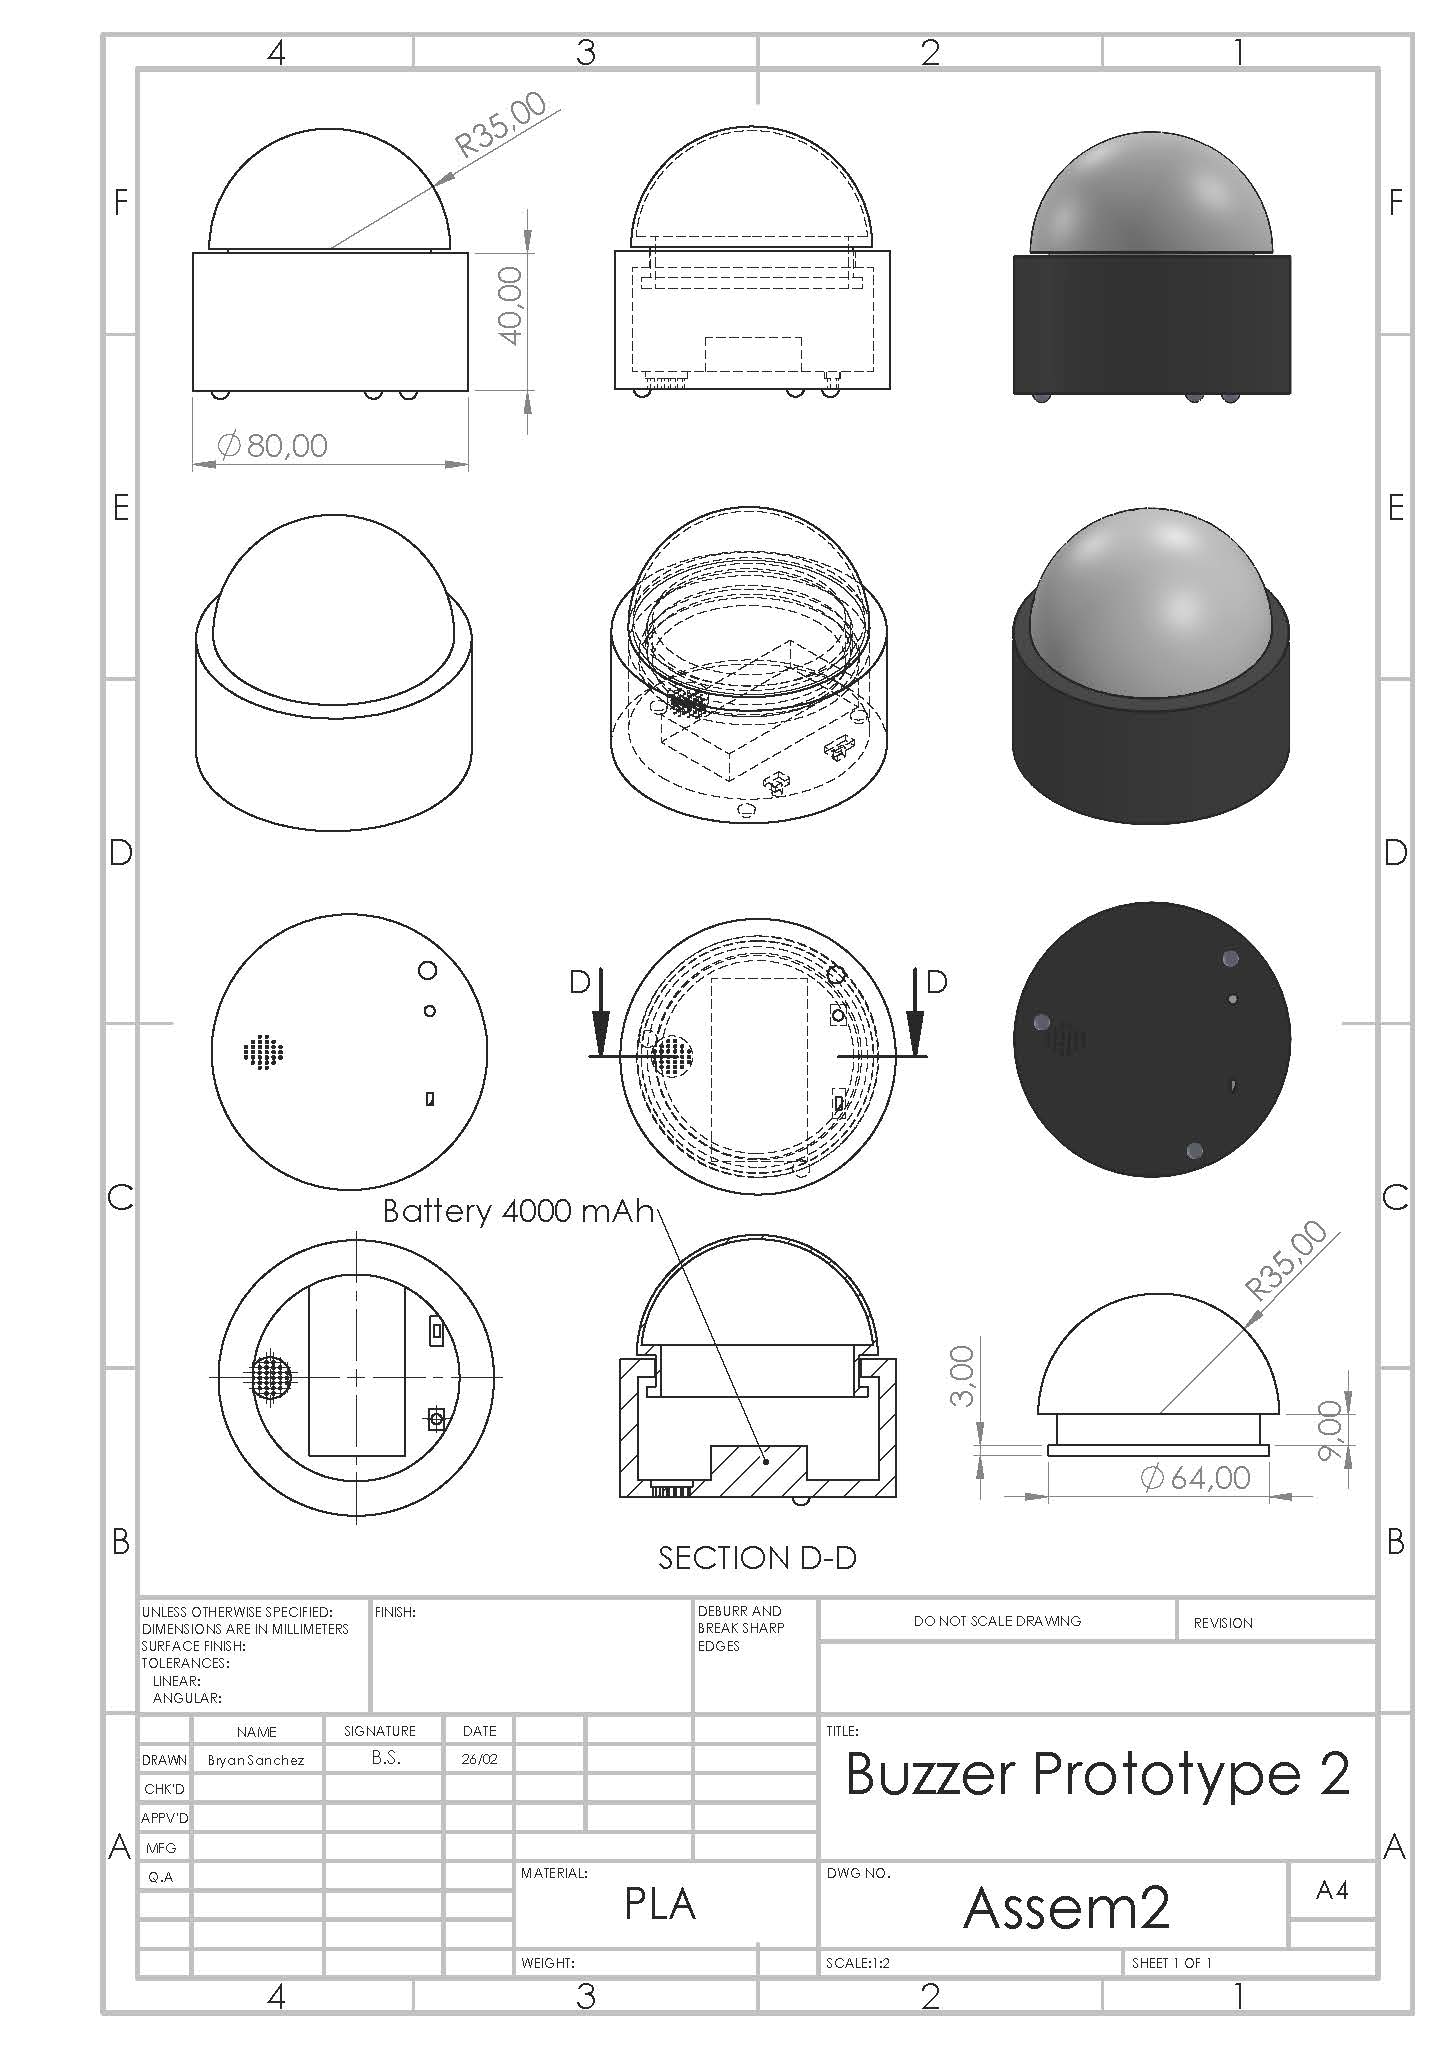 4 3 2 1
F F
R35,00
40,00
Ø80,00
E E
D D
D D
C C
Battery 4000 mAh
R35,00
3,00
9,00
Ø64,00
B B
SECTION D-D
UNLESS OTHERWISE SPECIFIED:
DIMENSIONS ARE IN MILLIMETERS
SURFACE FINISH:
TOLERANCES:
LINEAR:
ANGULAR:
FINISH:
DEBURR AND
BREAK SHARP
EDGES
DO NOT SCALE DRAWING
REVISION
NAME SIGNATURE DATE
DRAWN Bryan Sanchez B.S. 26/02
CHK'D
APPV'D
MFG
Q.A
TITLE:
Buzzer Prototype 2
A A
MATERIAL:
PLA
DWG NO.
Assem2
A4
WEIGHT:
SCALE:1:2
SHEET 1 OF 1
4 3 2 1